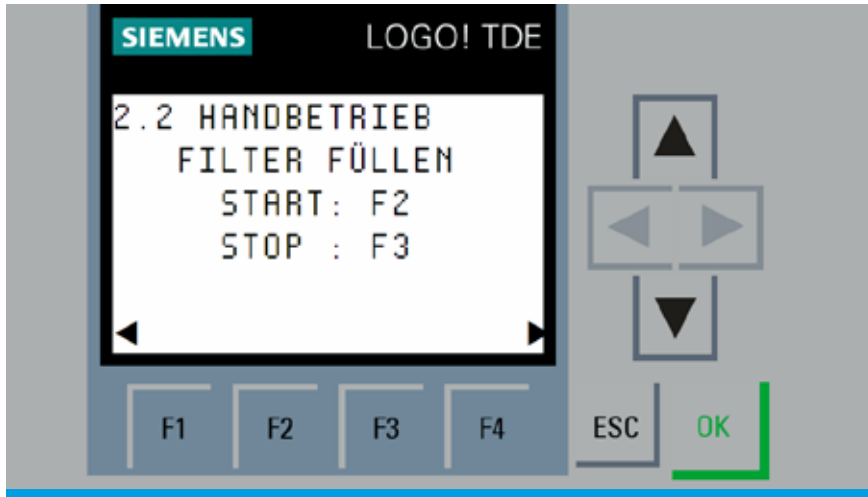 SIEMENS LOGO! TDE
2.2 HANDBETRIEB
FILTER FÜLLEN
START: F2
STOP : F3
F1 F2 F3 F4 ESC OK